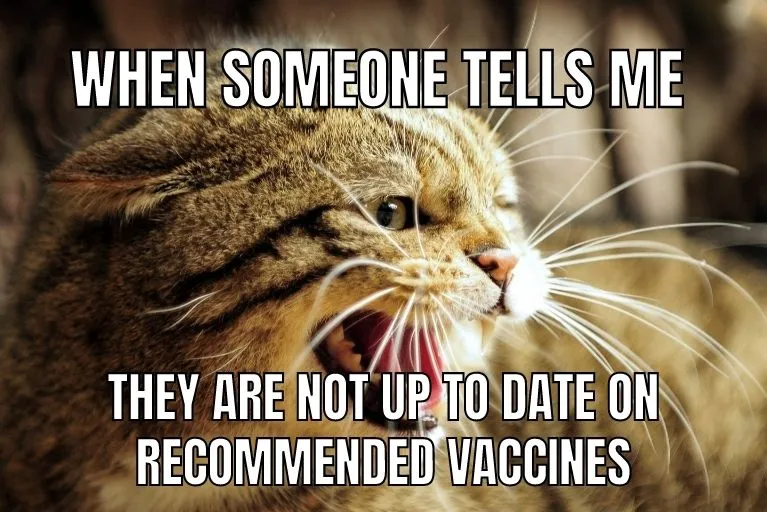 WHEN SOMEONE TELLS ME
THEY ARE NOT UP TO DATE ON
RECOMMENDED VACCINES